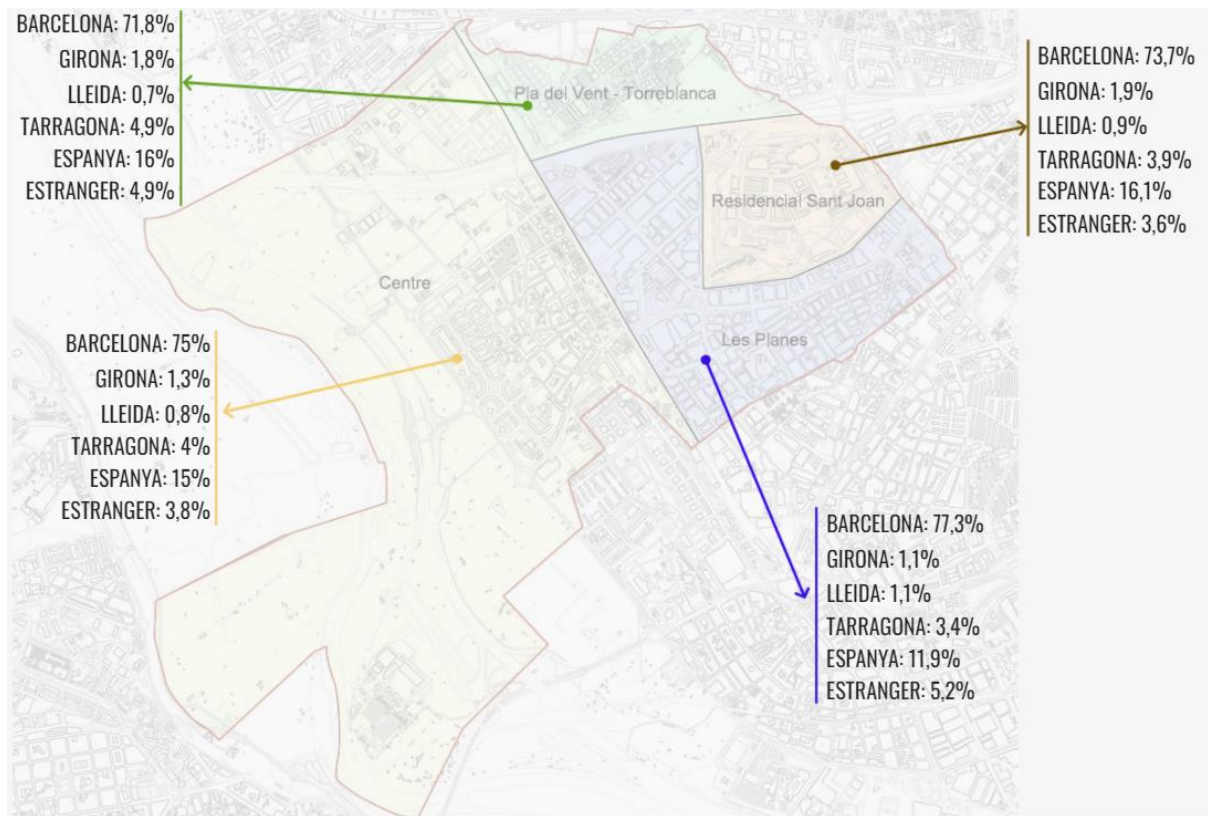 BARCELONA: 71,8%
GIRONA: 1,8%
LLEIDA: 0,7%
TARRAGONA: 4,9%
ESPANYA: 16%
ESTRANGER: 4,9%
Pla del Vent - Torreblanca
BARCELONA: 73,7%
GIRONA: 1,9%
LLEIDA: 0,9%
TARRAGONA: 3,9%
ESPANYA: 16,1%
ESTRANGER: 3,6%
Residencial Sant Joan
Centre
BARCELONA: 75%
GIRONA: 1,3%
LLEIDA: 0,8%
TARRAGONA: 4%
ESPANYA: 15%
ESTRANGER: 3,8%
Les Planes
BARCELONA: 77,3%
GIRONA: 1,1%
LLEIDA: 1,1%
TARRAGONA: 3,4%
ESPANYA: 11,9%
ESTRANGER: 5,2%